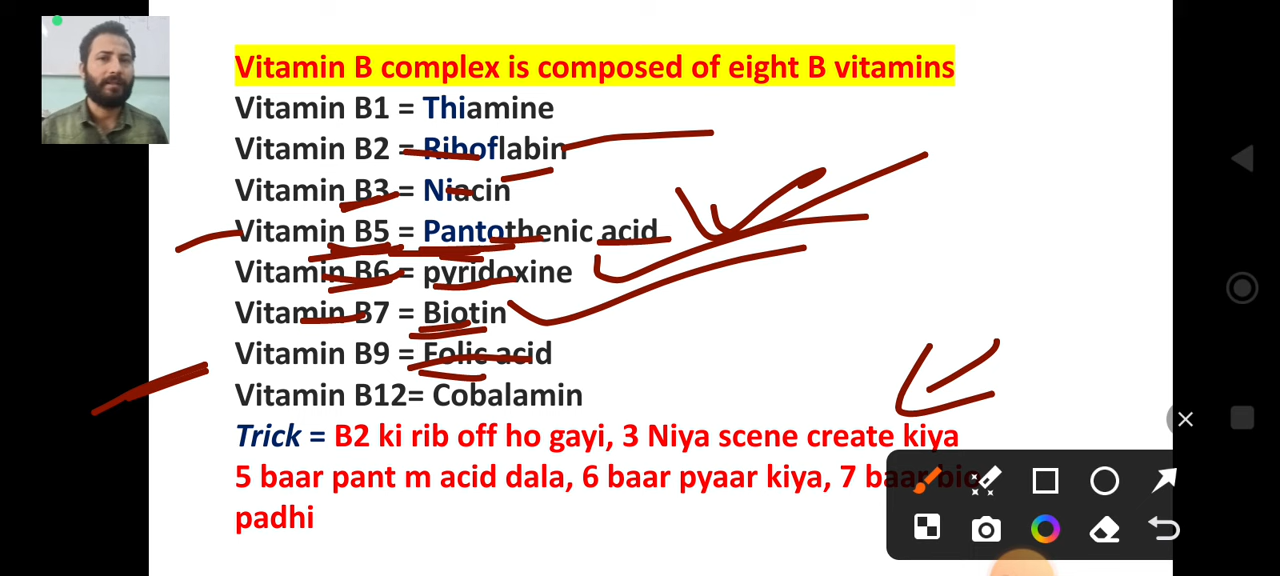 Vitamin B complex is composed of eight B vitamins
Vitamin B1 = Thiamine
Vitamin B2 = Riboflabin
Vitamin B3 = Niacin
Vitamin B5 = Pantothenic acid
Vitamin B6 = pyridoxine
Vitamin B7 = Biotin
Vitamin B9 = Folic acid
Vitamin B12= Cobalamin
Trick = B2 ki rib off ho gayi, 3 Niya scene create kiya
5 baar pant m acid dala, 6 baar pyaar kiya, 7 baar bio
padhi